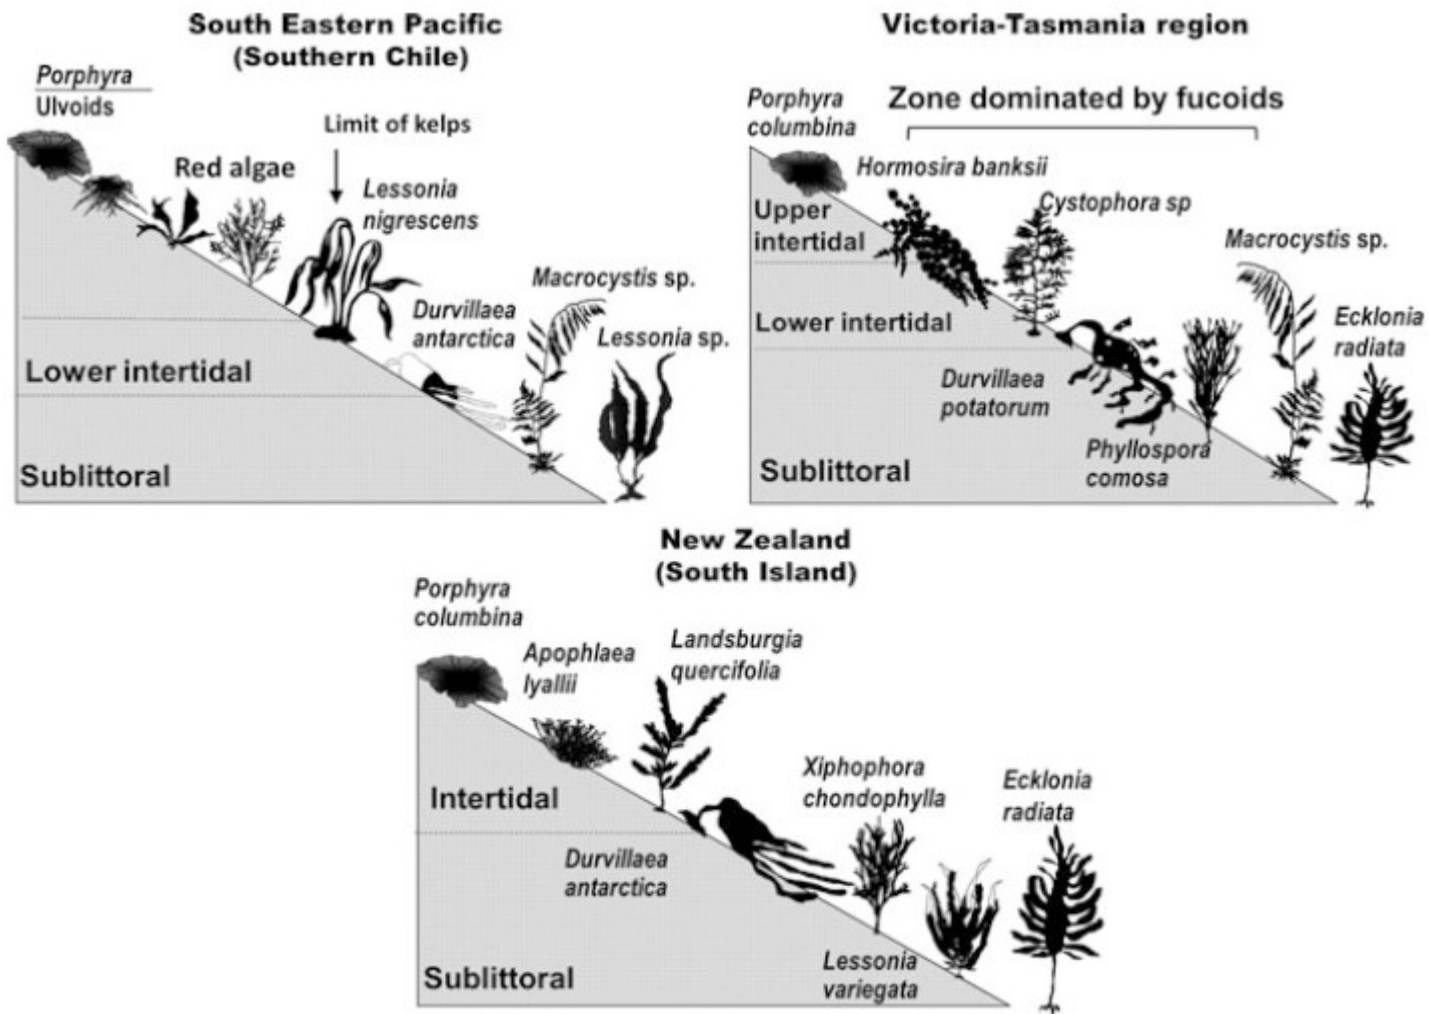 South Eastern Pacific
(Southern Chile)
Porphyra
Ulvoids
Limit of kelps
Red algae
Lessonia
nigrescens
Macrocystis sp.
Durvillaea
antarctica
Lessonia sp.
Lower intertidal
Sublittoral
Victoria-Tasmania region
Zone dominated by fucoids
Porphyra
columbina
Hormosira banksii
Cystophora sp
Upper
intertidal
Macrocystis sp.
Lower intertidal
Ecklonia
radiata
Durvillaea
potatorum
Phyllospora
comosa
Sublittoral
New Zealand
(South Island)
Porphyra
columbina
Apophlaea
lyallii
Landsburgia
quercifolia
Xiphophora
chondophylla
Ecklonia
radiata
Intertidal
Durvillaea
antarctica
Lessonia
variegata
Sublittoral